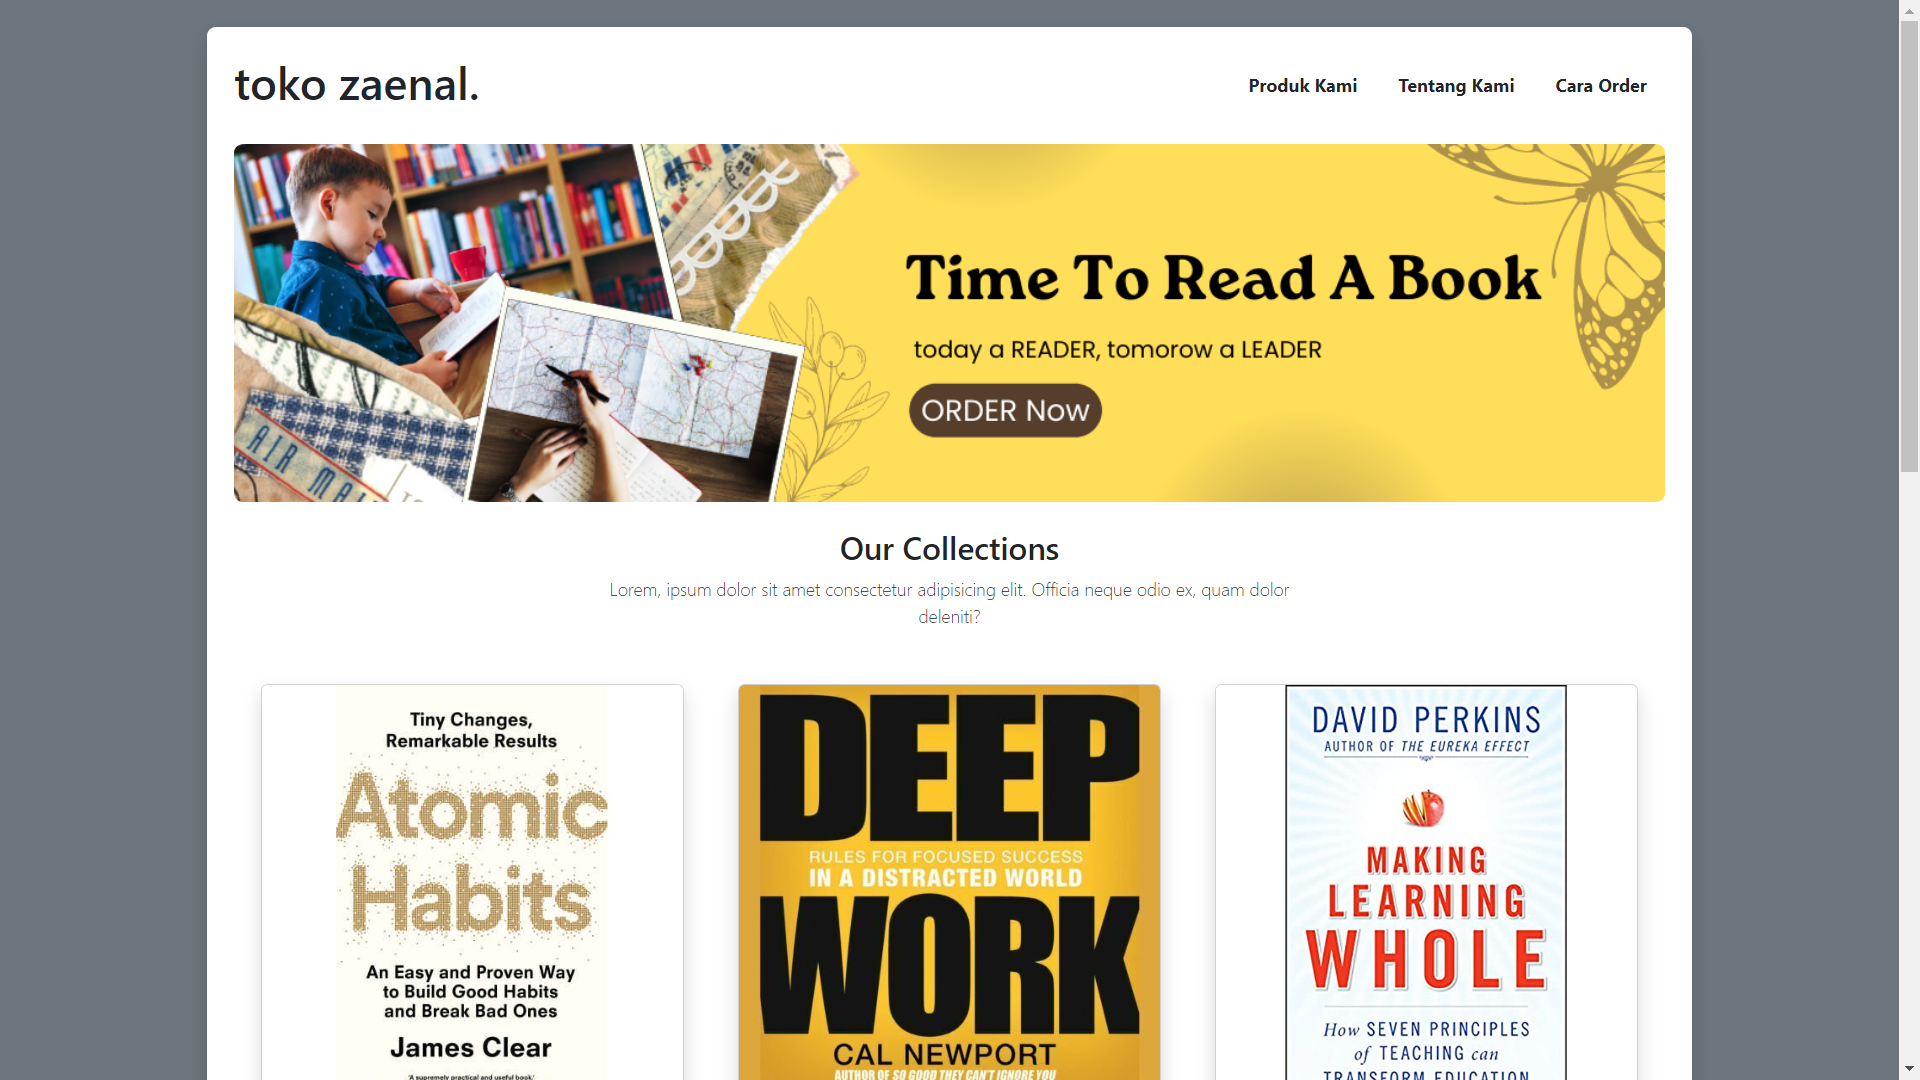 toko zaenal.
Produk Kami
Tentang Kami
Cara Order
Time To Read A Book
today a READER, tomorow a LEADER
ORDER Now
AIR MAIL
Our Collections
Lorem, ipsum dolor sit amet consectetur adipisicing elit. Officia neque odio ex, quam dolor
deleniti?
Tiny Changes,
Remarkable Results
Atomic
Habits
An Easy and Proven Way
to Build Good Habits
and Break Bad Ones
James Clear
'A supremely practical and useful book.'
DEEP
RULES FOR FOCUSED SUCCESS
IN A DISTRACTED WORLD
WORK
CAL NEWPORT
AUTHOR OF SO GOOD THEY CAN'T IGNORE YOU
DAVID PERKINS
AUTHOR OF THE EUREKA EFFECT
MAKING
LEARNING
WHOLE
How SEVEN PRINCIPLES
of TEACHING can
TRANSFORM EDUCATION